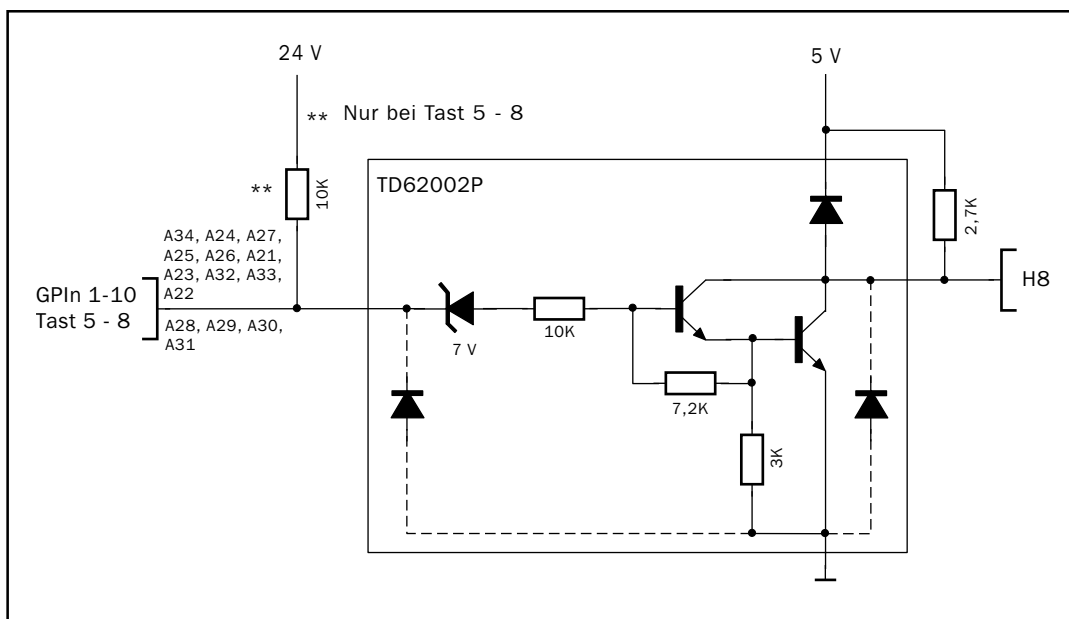 24 V
5 V
** Nur bei Tast 5 - 8
TD62002P
**
10K
2,7K
A34, A24, A27,
A25, A26, A21,
A23, A32, A33,
A22
GPIn 1-10
Tast 5 - 8
A28, A29, A30,
A31
H8
7 V
10K
7,2K
3K